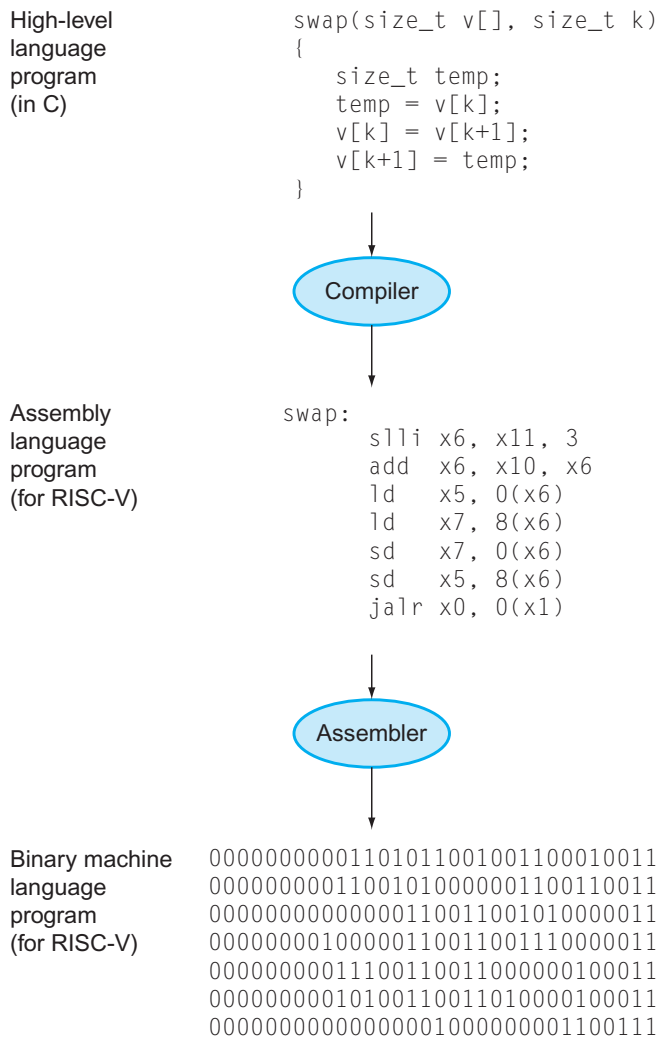 High-level
language
program
(in C)
swap(size_t v[], size_t k)
{
size_t temp;
temp = v[k];
v[k] = v[k+1];
v[k+1] = temp;
}
Compiler
Assembly
language
program
(for RISC-V)
swap:
slli x6, x11, 3
add x6, x10, x6
ld x5, 0(x6)
ld x7, 8(x6)
sd x7, 0(x6)
sd x5, 8(x6)
jalr x0, 0(x1)
Assembler
Binary machine
language
program
(for RISC-V)
00000000001101011001001100010011
00000000011001010000001100110011
00000000000000110011001010000011
00000000100000110011001110000011
00000000011100110011000000100011
00000000010100110011010000100011
00000000000000001000000001100111